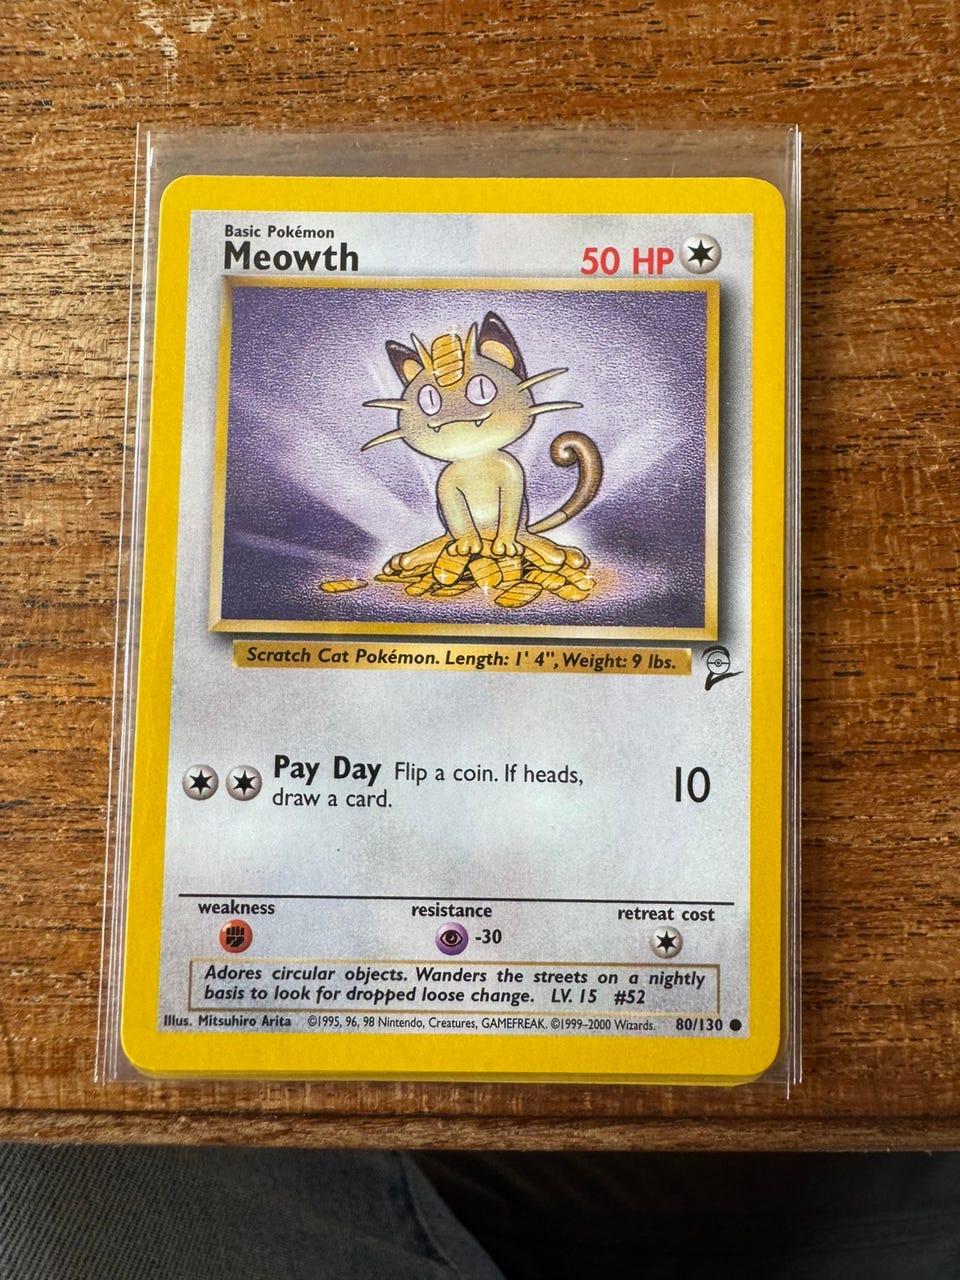 Basic Pokémon
Meowth
50 HP
Scratch Cat Pokémon. Length: 1' 4", Weight: 9 lbs.
Pay Day Flip a coin. If heads,
draw a card.
10
weakness
resistance
retreat cost
-30
Adores circular objects. Wanders the streets on a nightly
basis to look for dropped loose change. LV. 15 #52
Illus. Mitsuhiro Arita ©1995, 96, 98 Nintendo, Creatures, GAMEFREAK. ©1999–2000 Wizards. 80/130